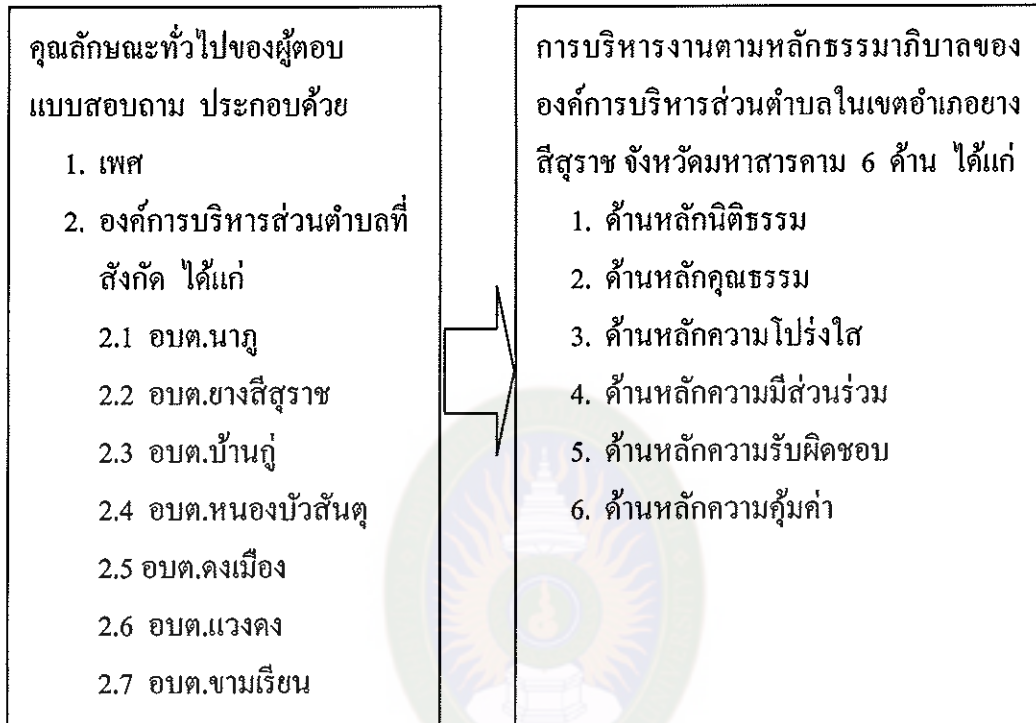 คุณลักษณะทั่วไปของผู้ตอบ
แบบสอบถาม ประกอบด้วย
1. เพศ
2. องค์การบริหารส่วนตำบลที่
สังกัด ได้แก่
2.1 อบต.นาภู
2.2 อบต.ยางสีสุราช
2.3 อบต.บ้านกู่
2.4 อบต.หนองบัวสันตุ
2.5 อบต.ดงเมือง
2.6 อบต.แวงดง
2.7 อบต.ขามเรียน
การบริหารงานตามหลักธรรมาภิบาลของ
องค์การบริหารส่วนตำบลในเขตอำเภอยาง
สีสุราช จังหวัดมหาสารคาม 6 ด้าน ได้แก่
1. ด้านหลักนิติธรรม
2. ด้านหลักคุณธรรม
3. ด้านหลักความโปร่งใส
4. ด้านหลักความมีส่วนร่วม
5. ด้านหลักความรับผิดชอบ
6. ด้านหลักความคุ้มค่า